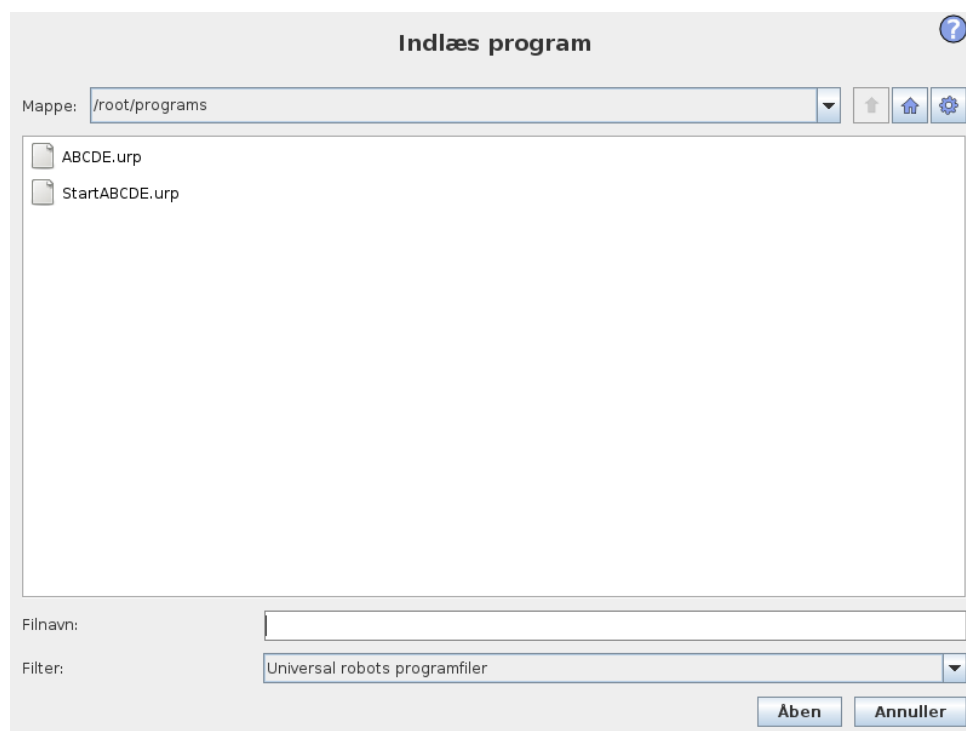 Indlæs program
?
Mappe: /root/programs
ABCDE.urp
StartABCDE.urp
Filnavn:
Filter: Universal robots programfiler
Åben Annuller